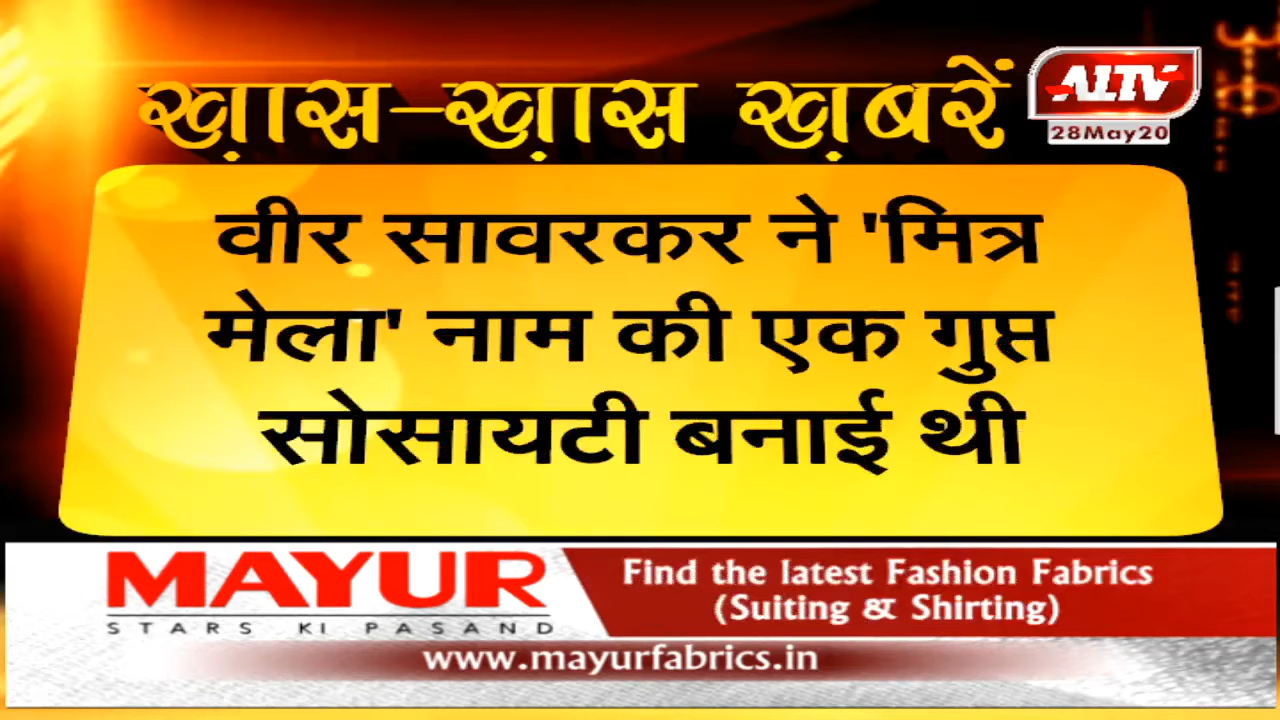 ख़ास-ख़ास ख़बरें
ALTV
28May20
वीर सावरकर ने 'मित्र
मेला' नाम की एक गुप्त
सोसायटी बनाई थी
MAYUR
STARS KI PASAND
Find the latest Fashion Fabrics
(Suiting & Shirting)
www.mayurfabrics.in